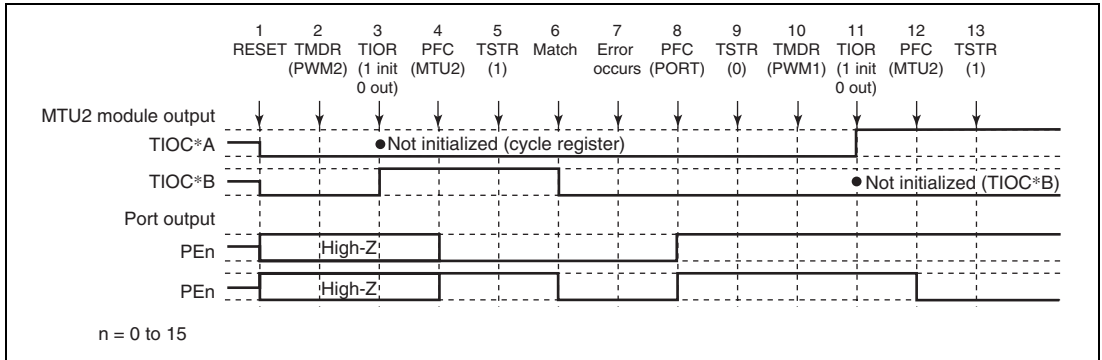 1 2 3 4 5 6 7 8 9 10 11 12 13
RESET TMDR TIOR PFC TSTR Match Error PFC TSTR TMDR TIOR PFC TSTR
(PWM2) (1 init (MTU2) (1) occurs (PORT) (0) (PWM1) (1 init (MTU2) (1)
0 out) 0 out)
MTU2 module output
TIOC*A ●Not initialized (cycle register)
TIOC*B ● Not initialized (TIOC*B)
Port output
PEn High-Z
PEn High-Z
n = 0 to 15